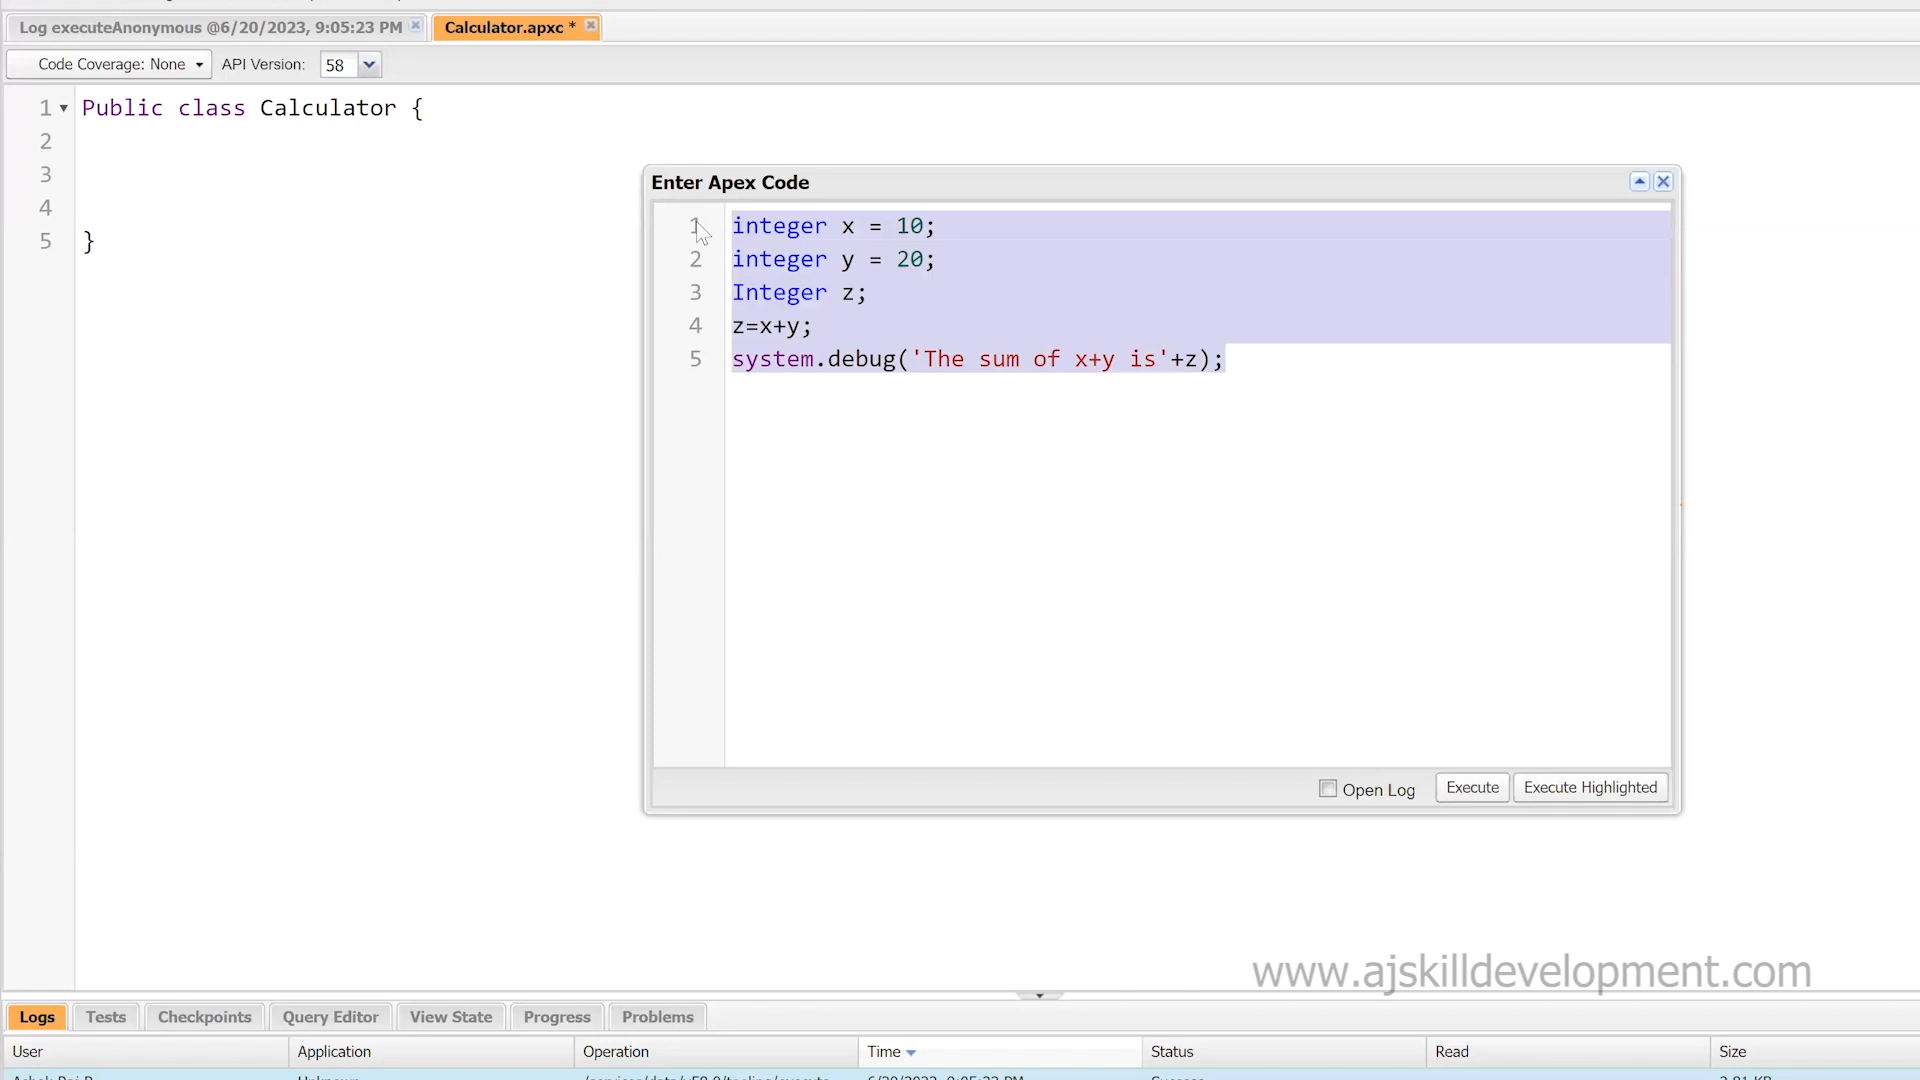 Log executeAnonymous @6/20/2023, 9:05:23 PM
Calculator.apxc *
Code Coverage: None
API Version: 58
1 Public class Calculator {
2
3
4
5 }
Enter Apex Code
1 integer x = 10;
2 integer y = 20;
3 Integer z;
4 z=x+y;
5 system.debug('The sum of x+y is'+z);
Open Log
Execute
Execute Highlighted
www.ajskilldevelopment.com
Logs
Tests
Checkpoints
Query Editor
View State
Progress
Problems
User
Application
Operation
Time
Status
Read
Size